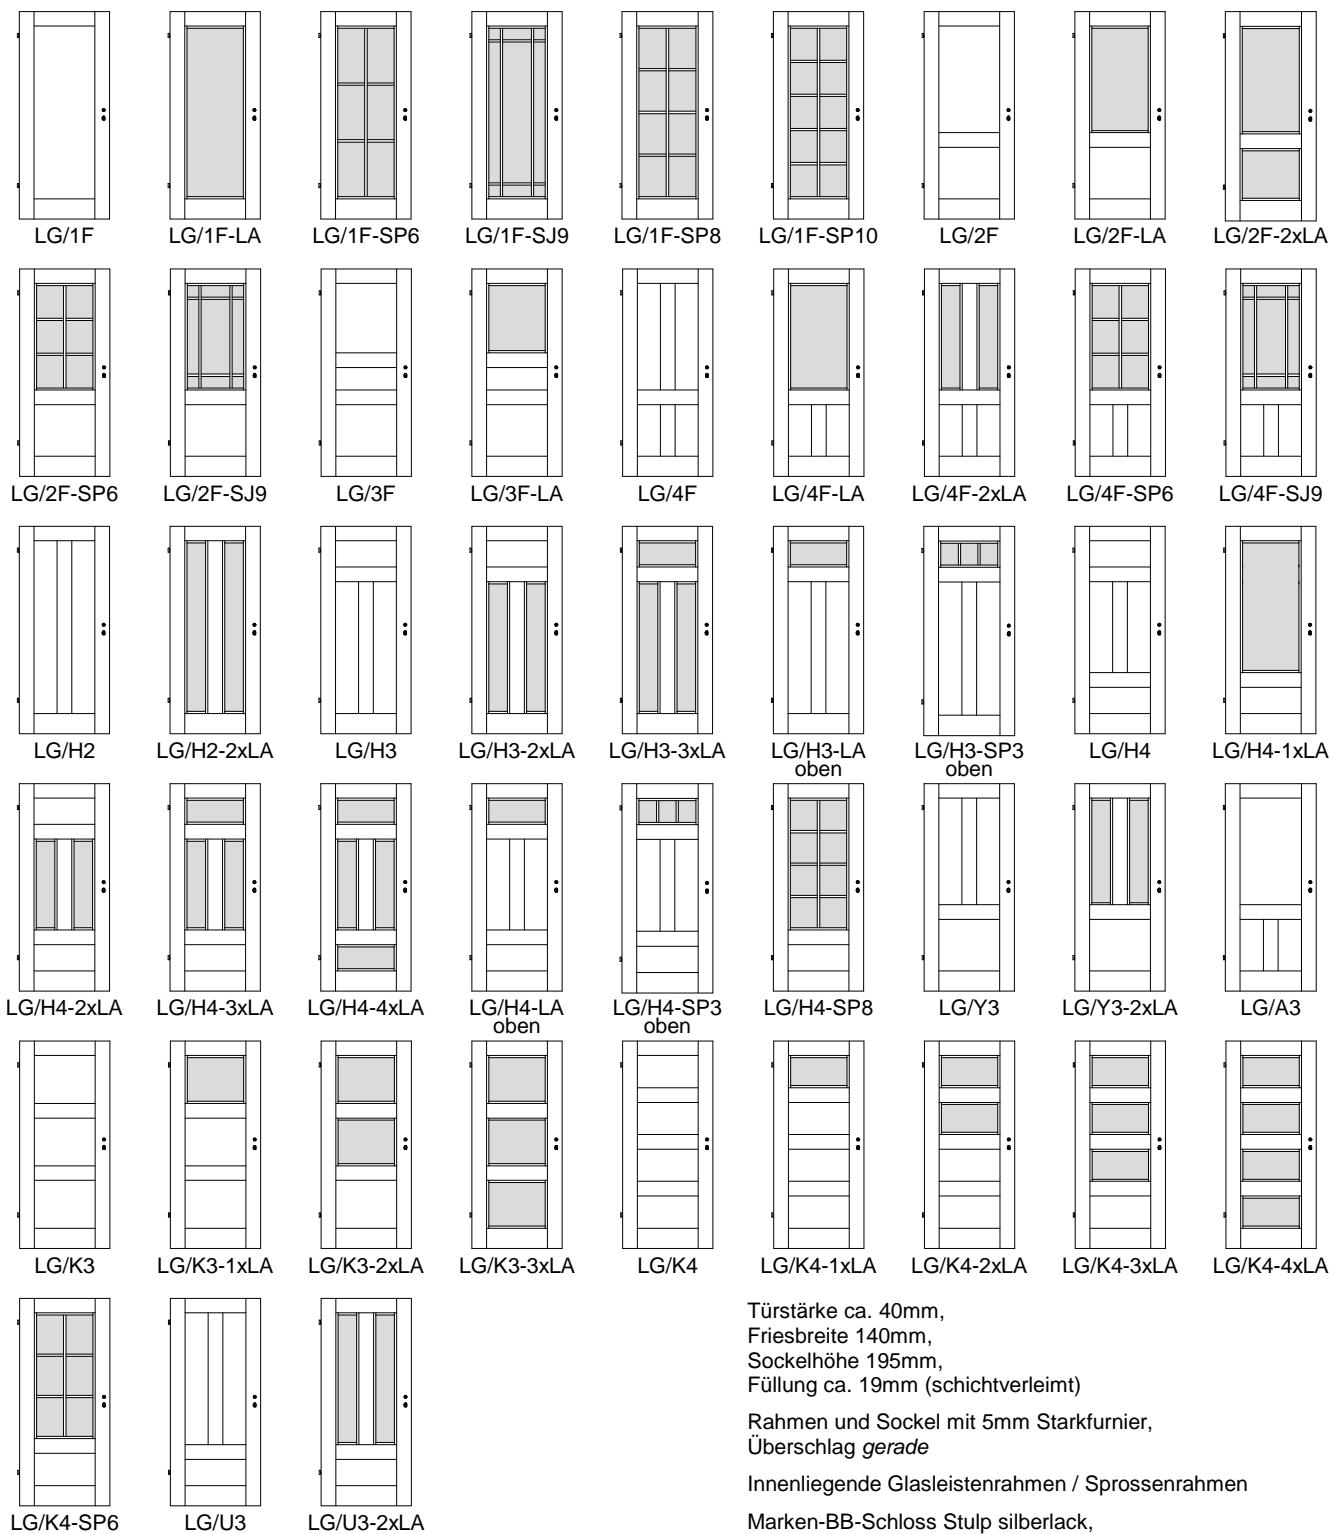 LG/1F LG/1F-LA LG/1F-SP6 LG/1F-SJ9 LG/1F-SP8 LG/1F-SP10 LG/2F LG/2F-LA LG/2F-2xLA
LG/2F-SP6 LG/2F-SJ9 LG/3F LG/3F-LA LG/4F LG/4F-LA LG/4F-2xLA LG/4F-SP6 LG/4F-SJ9
LG/H2 LG/H2-2xLA LG/H3 LG/H3-2xLA LG/H3-3xLA LG/H3-LA LG/H3-SP3 LG/H4 LG/H4-1xLA
oben oben
LG/H4-2xLA LG/H4-3xLA LG/H4-4xLA LG/H4-LA LG/H4-SP3 LG/H4-SP8 LG/Y3 LG/Y3-2xLA LG/A3
oben oben
LG/K3 LG/K3-1xLA LG/K3-2xLA LG/K3-3xLA LG/K4 LG/K4-1xLA LG/K4-2xLA LG/K4-3xLA LG/K4-4xLA
LG/K4-SP6 LG/U3 LG/U3-2xLA
Türstärke ca. 40mm,
Friesbreite 140mm,
Sockelhöhe 195mm,
Füllung ca. 19mm (schichtverleimt)
Rahmen und Sockel mit 5mm Starkfurnier,
Überschlag gerade
Innenliegende Glasleistenrahmen / Sprossenrahmen
Marken-BB-Schloss Stulp silberlack,